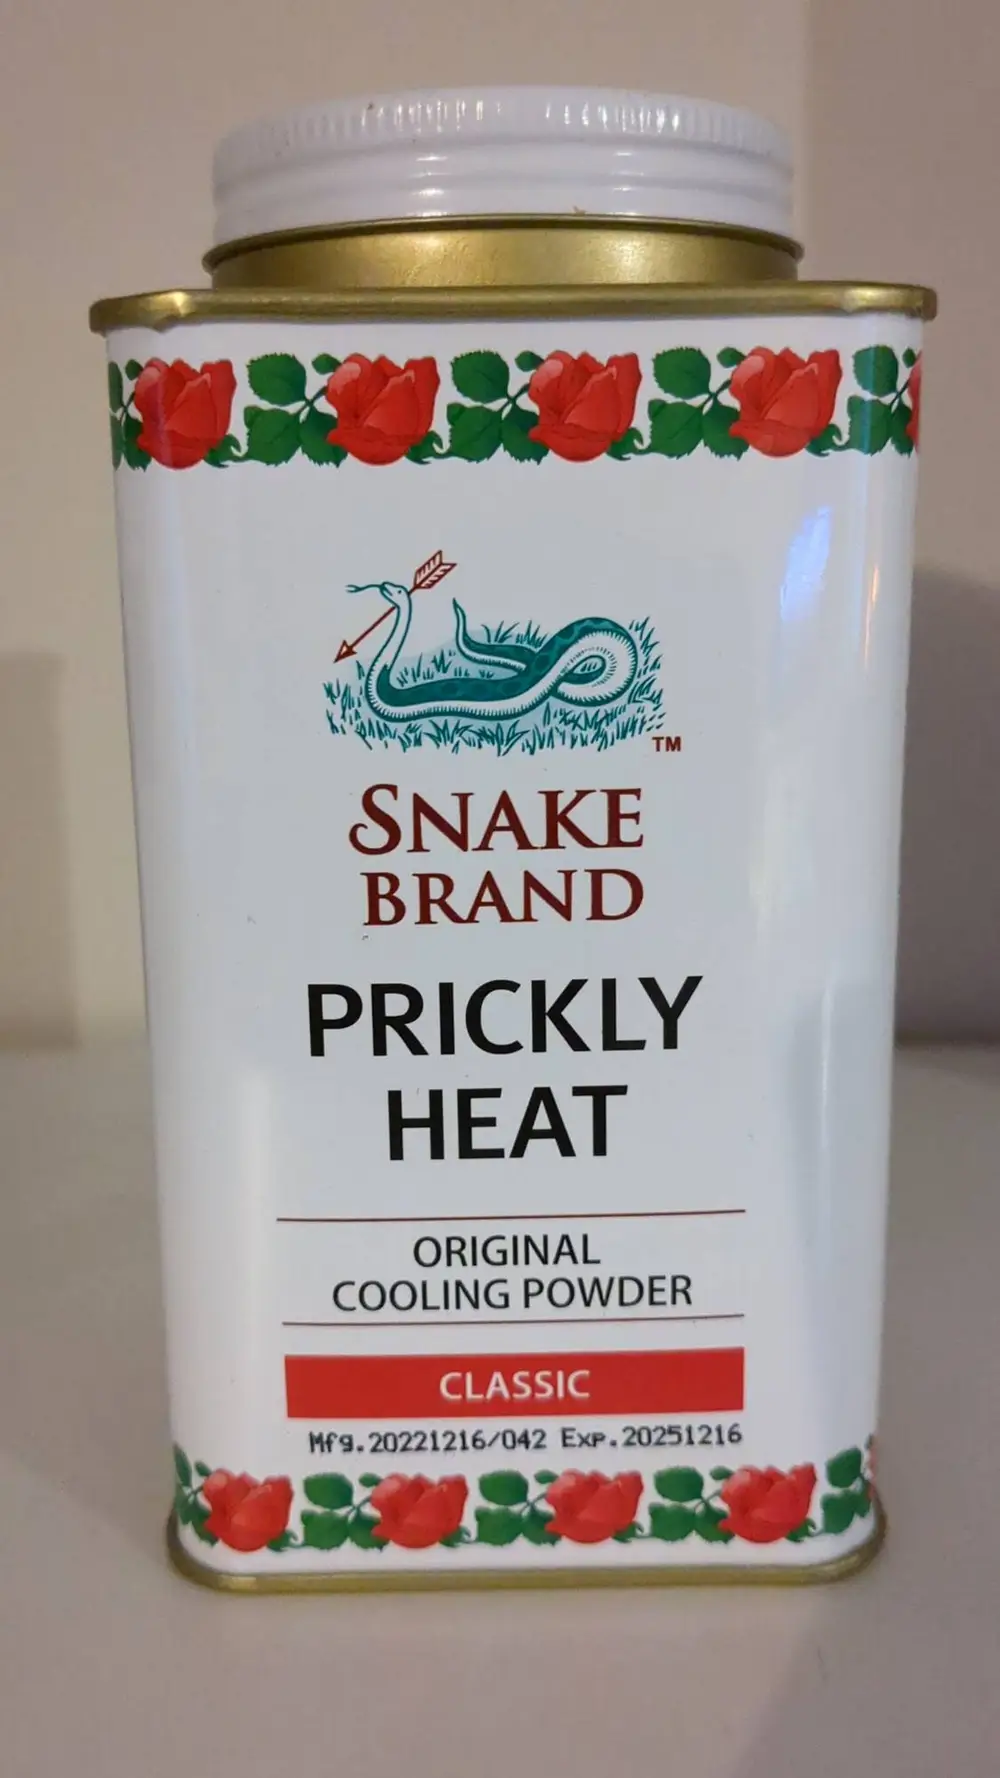 TM
SNAKE
BRAND
PRICKLY
HEAT
ORIGINAL
COOLING POWDER
CLASSIC
Mfg.20221216/042 Exp.20251216